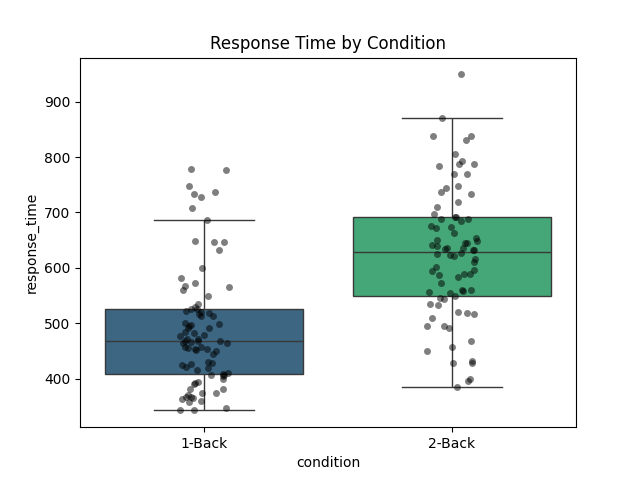 Response Time by Condition
900
800
700
600
500
400
response_time
1-Back
2-Back
condition